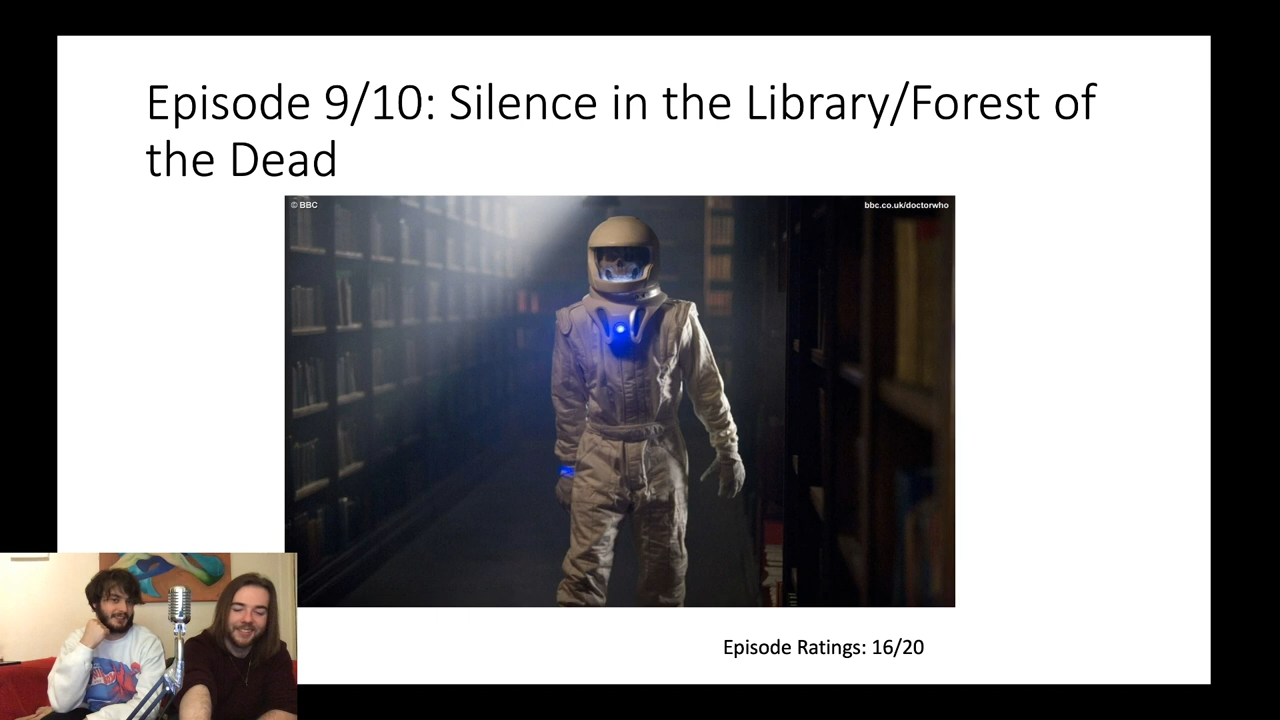 Episode 9/10: Silence in the Library/Forest of
the Dead
© BBC
bbc.co.uk/doctorwho
Episode Ratings: 16/20